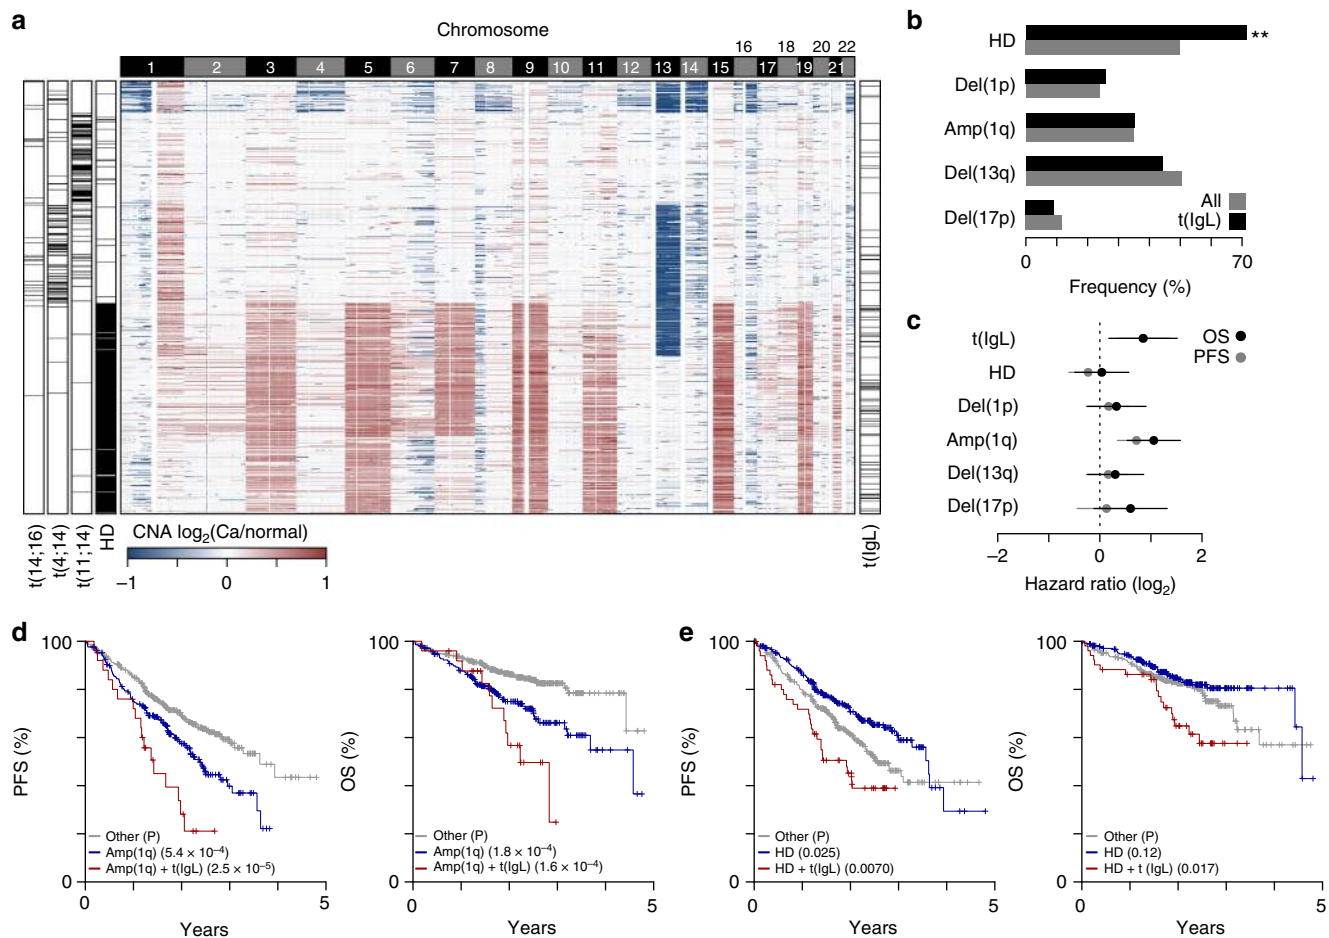 a
Chromosome
16 18 20 22
1 2 3 4 5 6 7 8 9 10 11 12 13 14 15 17 19 21
t(14;16)
t(4;14)
t(11;14)
HD
t(IgL)
CNA log2(Ca/normal)
−1 0 1
b
HD **
Del(1p)
Amp(1q)
Del(13q)
Del(17p)
All
t(IgL)
0 70
Frequency (%)
c
t(IgL)
HD
Del(1p)
Amp(1q)
Del(13q)
Del(17p)
OS
PFS
−2 0 2
Hazard ratio (log2)
d
100
PFS (%)
Other (P)
Amp(1q) (5.4 × 10−4)
Amp(1q) + t(IgL) (2.5 × 10−5)
0
0 5
Years
100
OS (%)
Other (P)
Amp(1q) (1.8 × 10−4)
Amp(1q) + t(IgL) (1.6 × 10−4)
0
0 5
Years
e
100
PFS (%)
Other (P)
HD (0.025)
HD + t(IgL) (0.0070)
0
0 5
Years
100
OS (%)
Other (P)
HD (0.12)
HD + t (IgL) (0.017)
0
0 5
Years